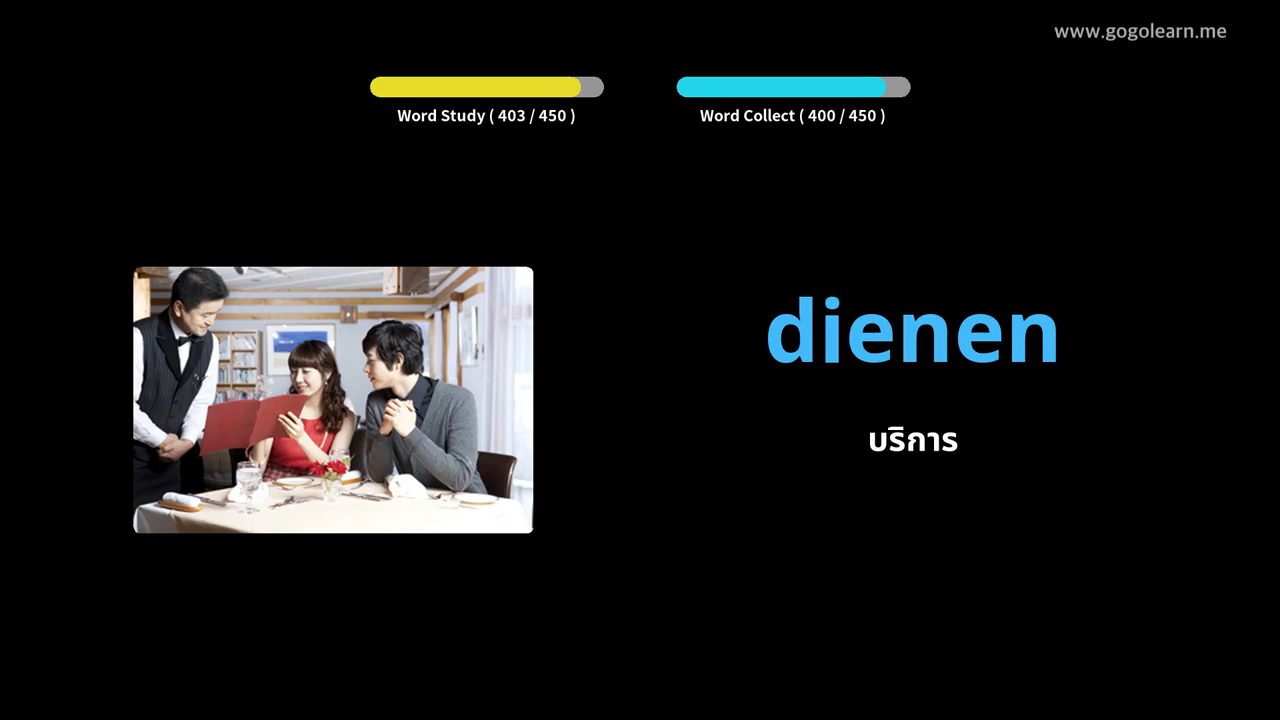 www.gogolearn.me
Word Study ( 403 / 450 )
Word Collect ( 400 / 450 )
dienen
บริการ